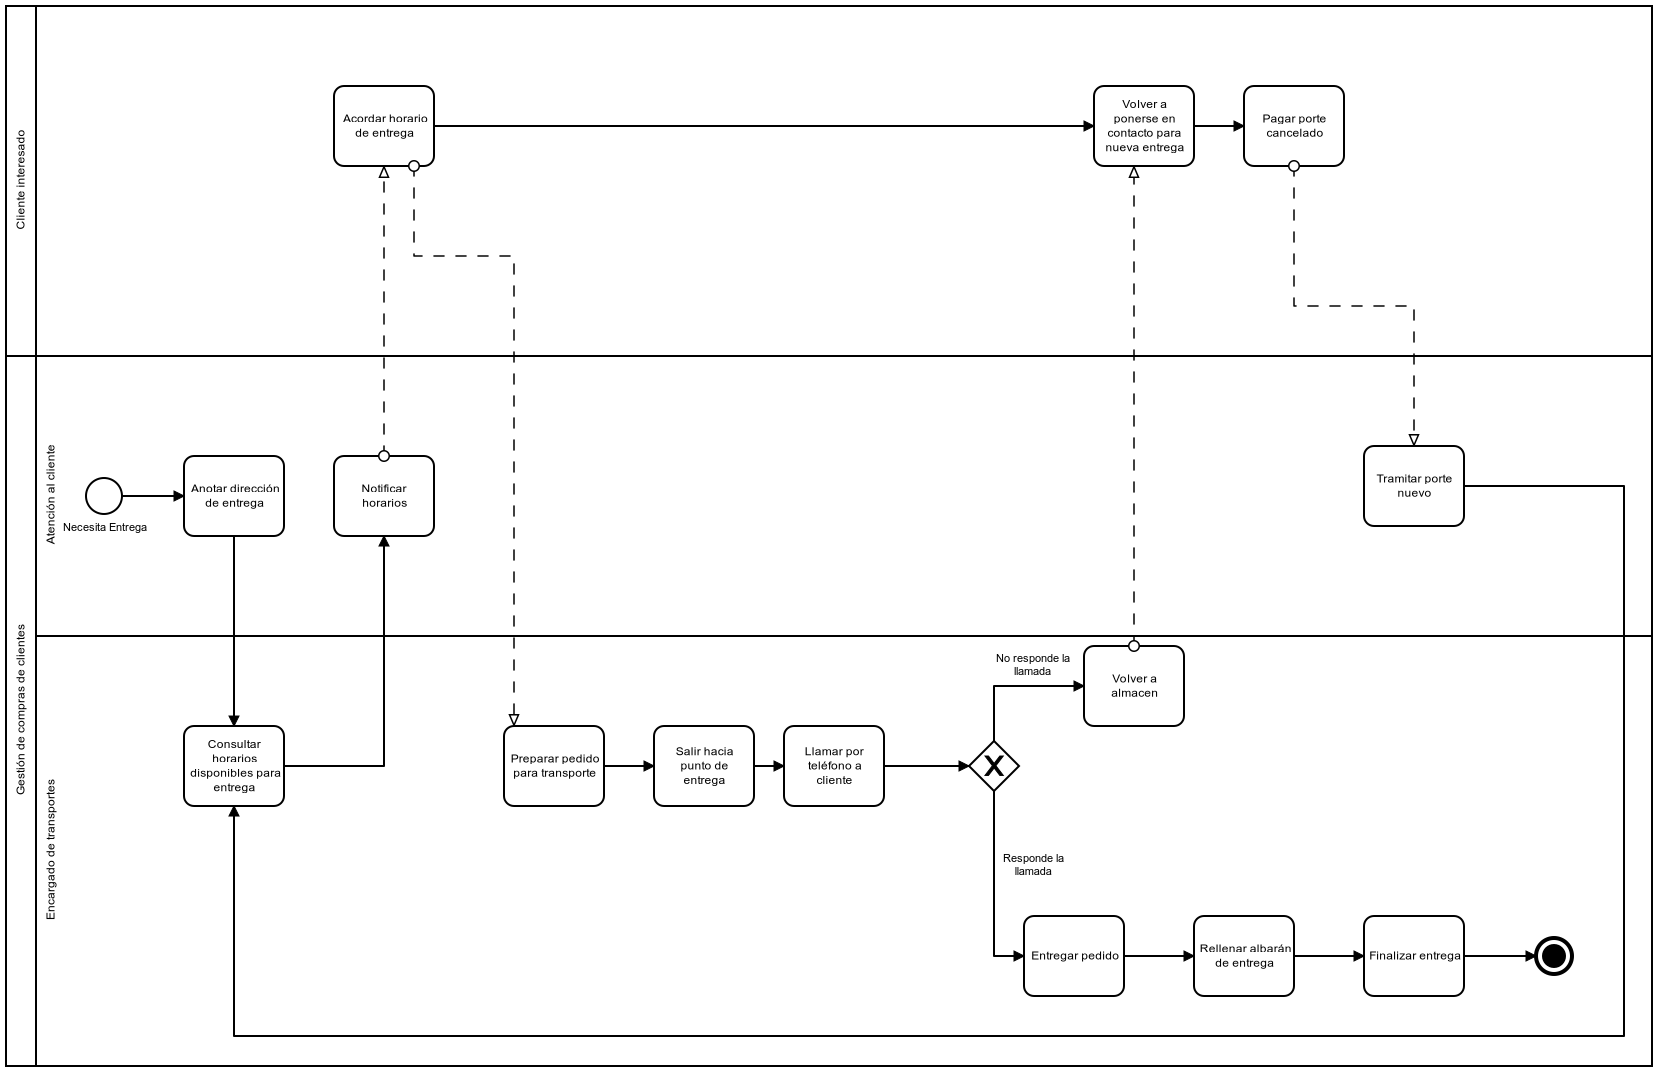 Cliente interesado
Acordar horario
de entrega
Volver a
ponerse en
contacto para
nueva entrega
Pagar porte
cancelado
Gestión de compras de clientes
Atención al cliente
Necesita Entrega
Anotar dirección
de entrega
Notificar
horarios
Tramitar porte
nuevo
Encargado de transportes
Consultar
horarios
disponibles para
entrega
Preparar pedido
para transporte
Salir hacia
punto de
entrega
Llamar por
teléfono a
cliente
No responde la
llamada
Volver a
almacen
Responde la
llamada
Entregar pedido
Rellenar albarán
de entrega
Finalizar entrega